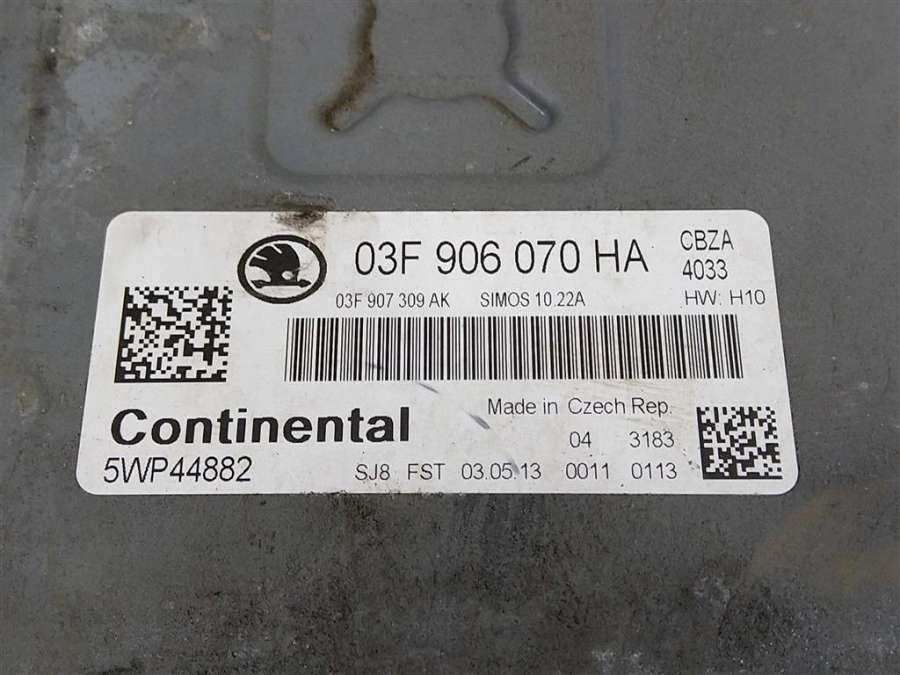 03F 906 070 HA
CBZA
4033
03F 907 309 AK SIMOS 10.22A HW: H10
Continental
Made in Czech Rep.
04 3183
5WP44882
SJ8 FST 03.05.13 0011 0113